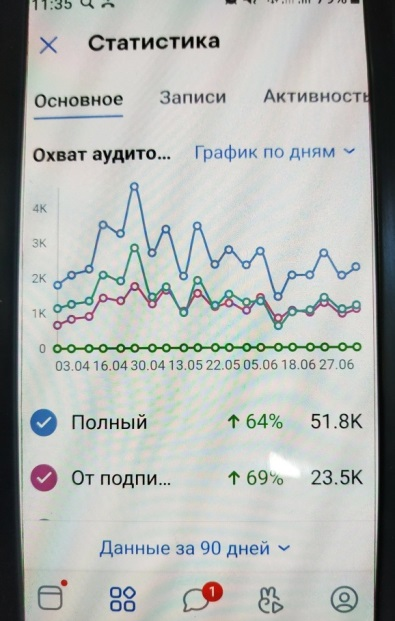 11:35
Статистика
Основное Записи Активность
Охват аудито... График по дням
4K
3K
2K
1K
0
03.04 16.04 30.04 13.05 22.05 05.06 18.06 27.06
Полный ↑ 64% 51.8K
От подпи... ↑ 69% 23.5K
Данные за 90 дней
1